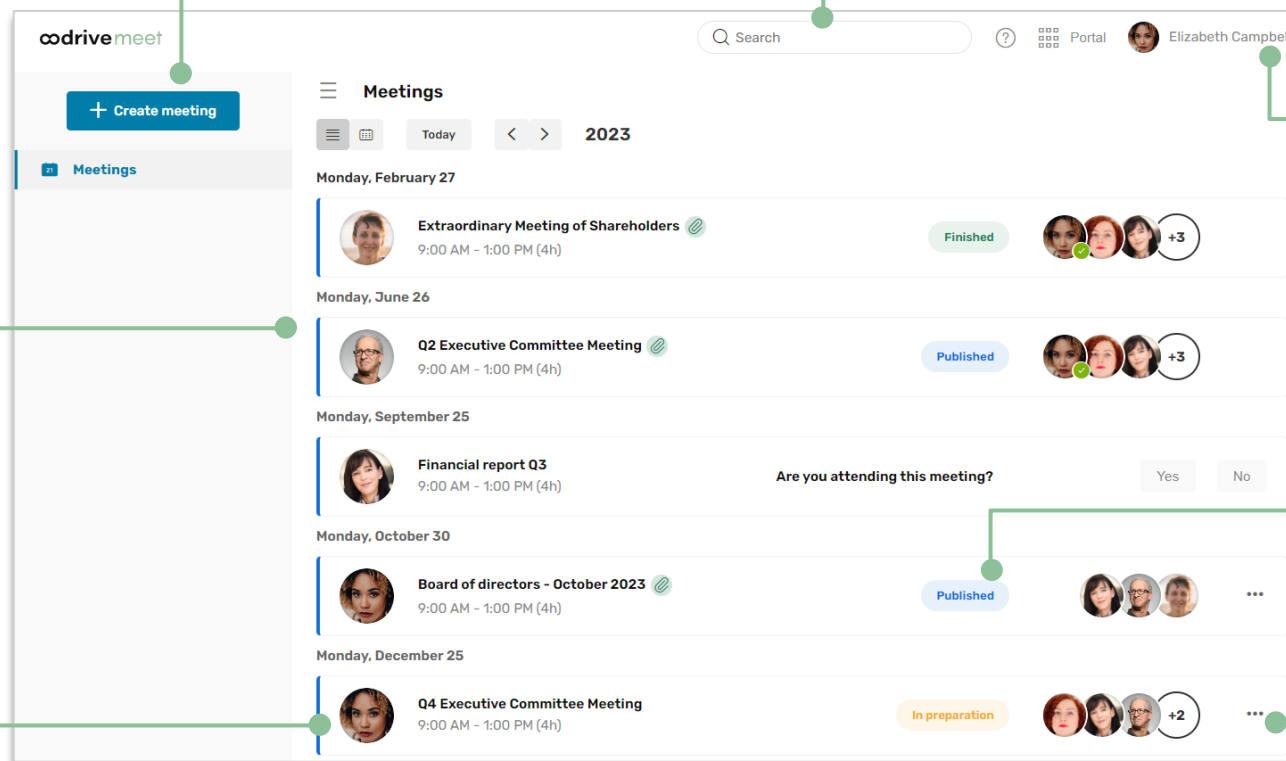 oodrive meet
Search
?
Portal
Elizabeth Campbel
Create meeting
Meetings
Meetings
Today
2023
21
Monday, February 27
Extraordinary Meeting of Shareholders
9:00 AM - 1:00 PM (4h)
Finished
+3
Monday, June 26
Q2 Executive Committee Meeting
9:00 AM - 1:00 PM (4h)
Published
+3
Monday, September 25
Financial report Q3
9:00 AM - 1:00 PM (4h)
Are you attending this meeting?
Yes
No
Monday, October 30
Board of directors - October 2023
9:00 AM - 1:00 PM (4h)
Published
Monday, December 25
Q4 Executive Committee Meeting
9:00 AM - 1:00 PM (4h)
In preparation
+2